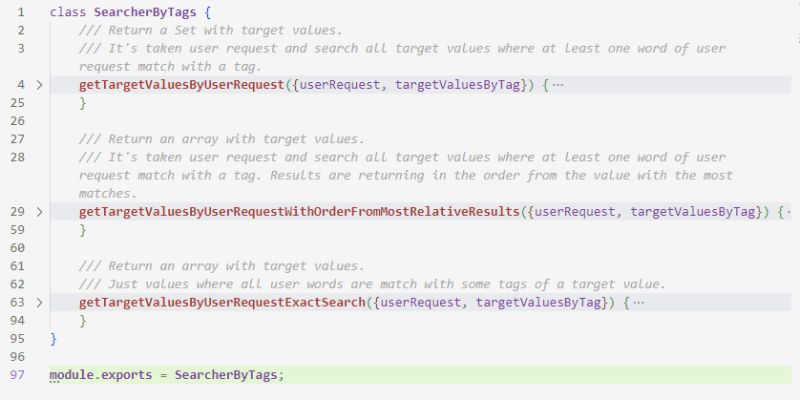 1 class SearcherByTags {
2 /// Return a Set with target values.
3 /// It's taken user request and search all target values where at least one word of user
request match with a tag.
4 > getTargetValuesByUserRequest({userRequest, targetValuesByTag}) { ⋯
25 }
26
27 /// Return an array with target values.
28 /// It's taken user request and search all target values where at least one word of user
request match with a tag. Results are returning in the order from the value with the most
matches.
29 > getTargetValuesByUserRequestWithOrderFromMostRelativeResults({userRequest, targetValuesByTag}) { ⋯
59 }
60
61 /// Return an array with target values.
62 /// Just values where all user words are match with some tags of a target value.
63 > getTargetValuesByUserRequestExactSearch({userRequest, targetValuesByTag}) { ⋯
94 }
95 }
96
97 module.exports = SearcherByTags;